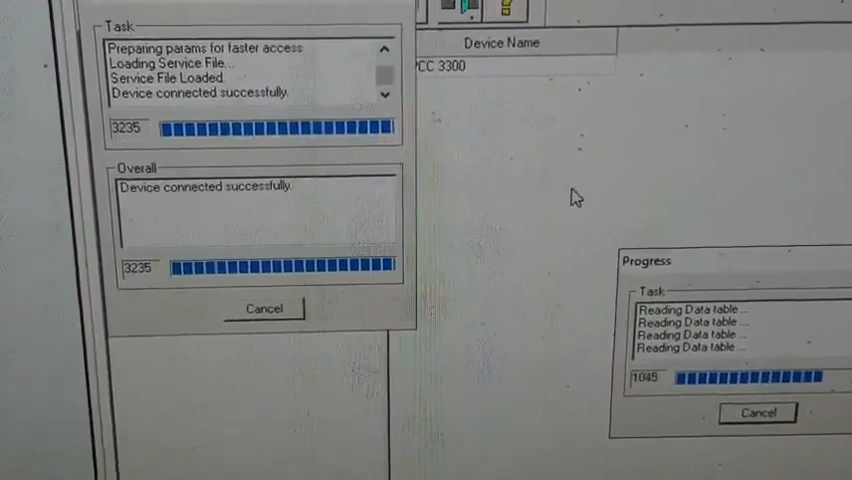 Task
Preparing params for faster access
Loading Service File...
Service File Loaded.
Device connected successfully.
3235
Overall
Device connected successfully.
3235
Cancel
Device Name
PCC 3300
Progress
Task
Reading Data table ...
Reading Data table ...
Reading Data table ...
Reading Data table ...
1049
Cancel